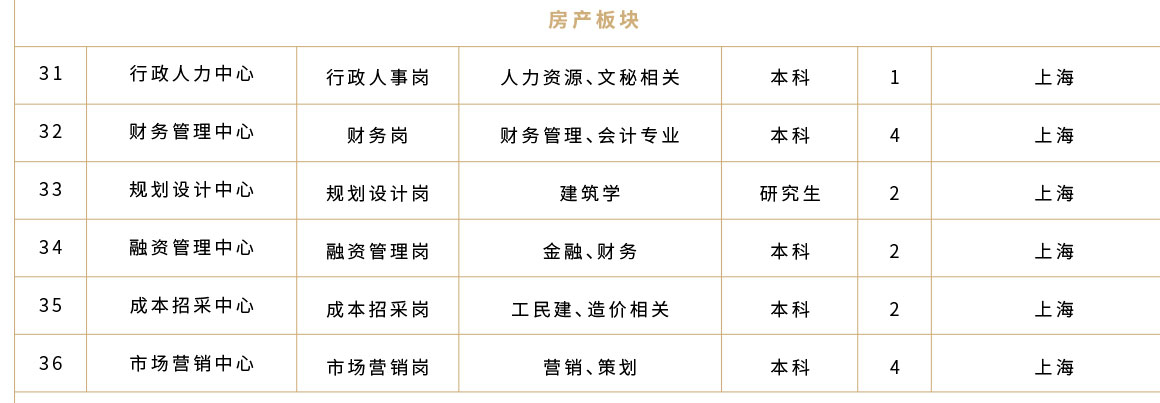 房产板块
31 行政人力中心 行政人事岗 人力资源、文秘相关 本科 1 上海
32 财务管理中心 财务岗 财务管理、会计专业 本科 4 上海
33 规划设计中心 规划设计岗 建筑学 研究生 2 上海
34 融资管理中心 融资管理岗 金融、财务 本科 2 上海
35 成本招采中心 成本招采岗 工民建、造价相关 本科 2 上海
36 市场营销中心 市场营销岗 营销、策划 本科 4 上海